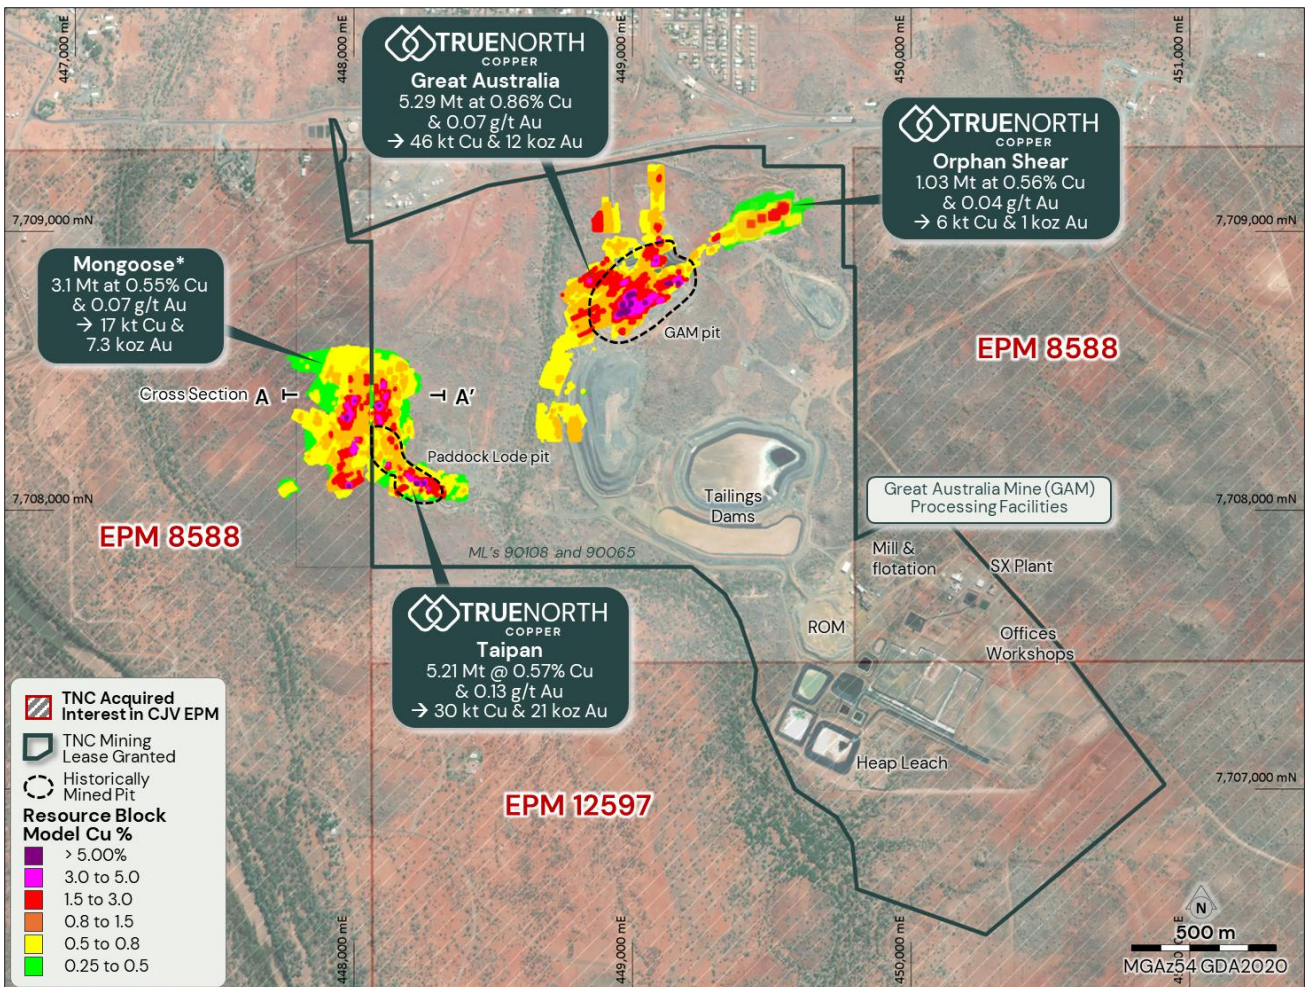 447,000 mE
448,000 mE
449,000 mE
450,000 mE
451,000 mE
TRUENORTH
COPPER
Great Australia
5.29 Mt at 0.86% Cu
& 0.07 g/t Au
→ 46 kt Cu & 12 koz Au
TRUENORTH
COPPER
Orphan Shear
1.03 Mt at 0.56% Cu
& 0.04 g/t Au
→ 6 kt Cu & 1 koz Au
7,709,000 mN
7,709,000 mN
Mongoose*
3.1 Mt at 0.55% Cu
& 0.07 g/t Au
→ 17 kt Cu &
7.3 koz Au
GAM pit
EPM 8588
Cross Section A
A'
Paddock Lode pit
7,708,000 mN
7,708,000 mN
Tailings
Dams
Great Australia Mine (GAM)
Processing Facilities
EPM 8588
ML's 90108 and 90065
Mill &
flotation
SX Plant
TRUENORTH
COPPER
Taipan
5.21 Mt @ 0.57% Cu
& 0.13 g/t Au
→ 30 kt Cu & 21 koz Au
ROM
Offices
Workshops
Heap Leach
7,707,000 mN
EPM 12597
TNC Acquired
Interest in CJV EPM
TNC Mining
Lease Granted
Historically
Mined Pit
Resource Block
Model Cu %
> 5.00%
3.0 to 5.0
1.5 to 3.0
0.8 to 1.5
0.5 to 0.8
0.25 to 0.5
448,000 mE
449,000 mE
450,000 mE
N
500 m
MGAz54 GDA2020